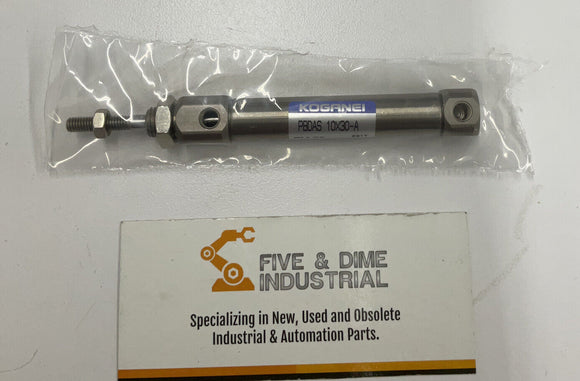 KOGANEI
PBDAS 10X30-A
FIVE & DIME
INDUSTRIAL
Specializing in New, Used and Obsolete
Industrial & Automation Parts.